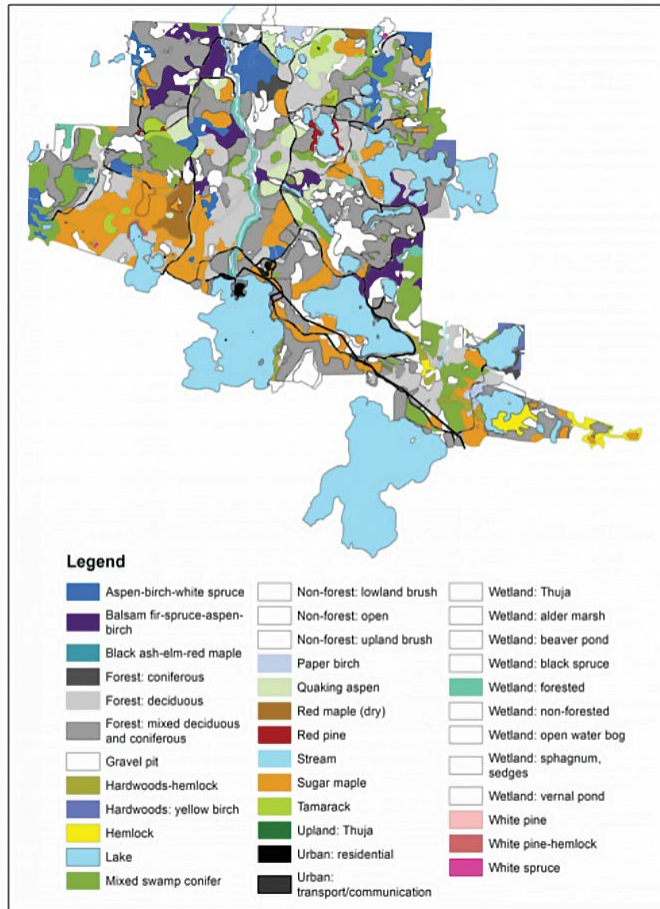 Legend
Aspen-birch-white spruce
Balsam fir-spruce-aspen-
birch
Black ash-elm-red maple
Forest: coniferous
Forest: deciduous
Forest: mixed deciduous
and coniferous
Gravel pit
Hardwoods-hemlock
Hardwoods: yellow birch
Hemlock
Lake
Mixed swamp conifer
Non-forest: lowland brush
Non-forest: open
Non-forest: upland brush
Paper birch
Quaking aspen
Red maple (dry)
Red pine
Stream
Sugar maple
Tamarack
Upland: Thuja
Urban: residential
Urban:
transport/communication
Wetland: Thuja
Wetland: alder marsh
Wetland: beaver pond
Wetland: black spruce
Wetland: forested
Wetland: non-forested
Wetland: open water bog
Wetland: sphagnum,
sedges
Wetland: vernal pond
White pine
White pine-hemlock
White spruce